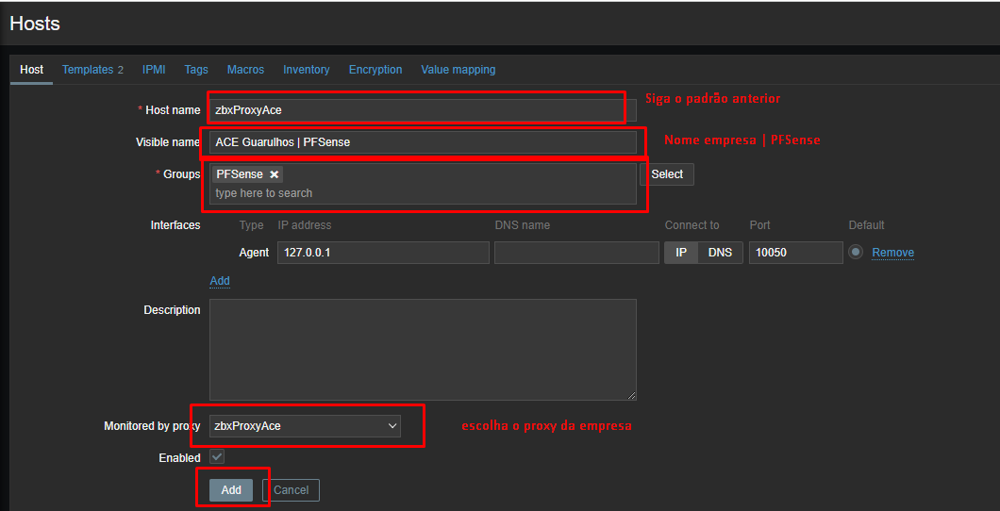 Hosts
Host Templates 2 IPMI Tags Macros Inventory Encryption Value mapping
* Host name zbxProxyAce Siga o padrão anterior
Visible name ACE Guarulhos | PFSense Nome empresa | PFSense
* Groups PFSense ✖ Select
type here to search
Interfaces Type IP address DNS name Connect to Port Default
Agent 127.0.0.1 IP DNS 10050 Remove
Add
Description
Monitored by proxy zbxProxyAce escolha o proxy da empresa
Enabled
Add Cancel